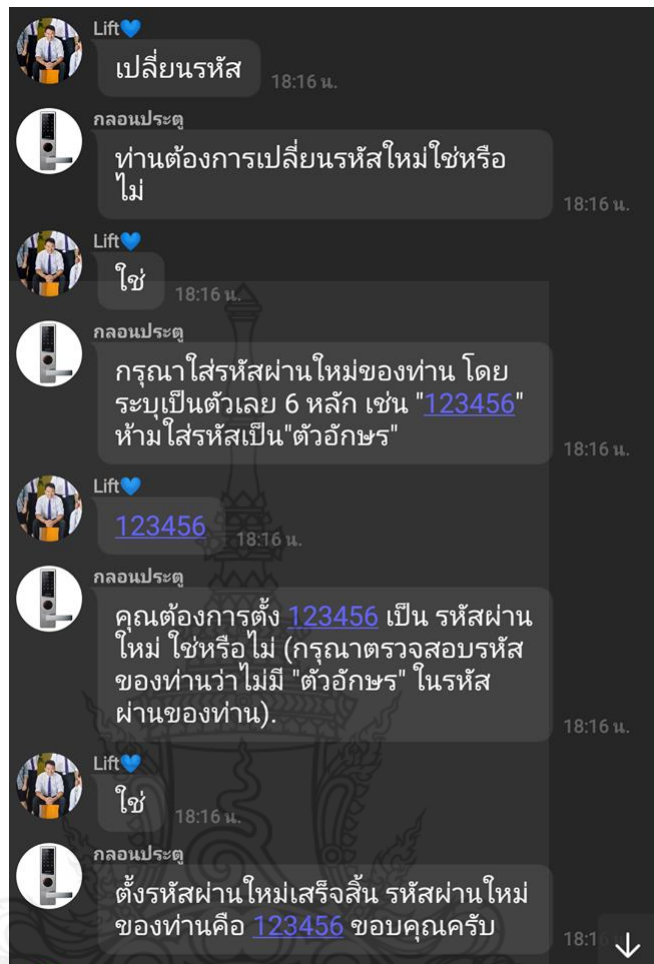 Lift💙
เปลี่ยนรหัส
18:16 น.
กลอนประตู
ท่านต้องการเปลี่ยนรหัสใหม่ใช่หรือ
ไม่
18:16 น.
Lift💙
ใช่
18:16 น.
กลอนประตู
กรุณาใส่รหัสผ่านใหม่ของท่าน โดย
ระบุเป็นตัวเลข 6 หลัก เช่น "123456"
ห้ามใส่รหัสเป็น"ตัวอักษร"
18:16 น.
Lift💙
123456
18:16 น.
กลอนประตู
คุณต้องการตั้ง 123456 เป็น รหัสผ่าน
ใหม่ ใช่หรือไม่ (กรุณาตรวจสอบรหัส
ของท่านว่าไม่มี "ตัวอักษร" ในรหัส
ผ่านของท่าน).
18:16 น.
Lift💙
ใช่
18:16 น.
กลอนประตู
ตั้งรหัสผ่านใหม่เสร็จสิ้น รหัสผ่านใหม่
ของท่านคือ 123456 ขอบคุณครับ